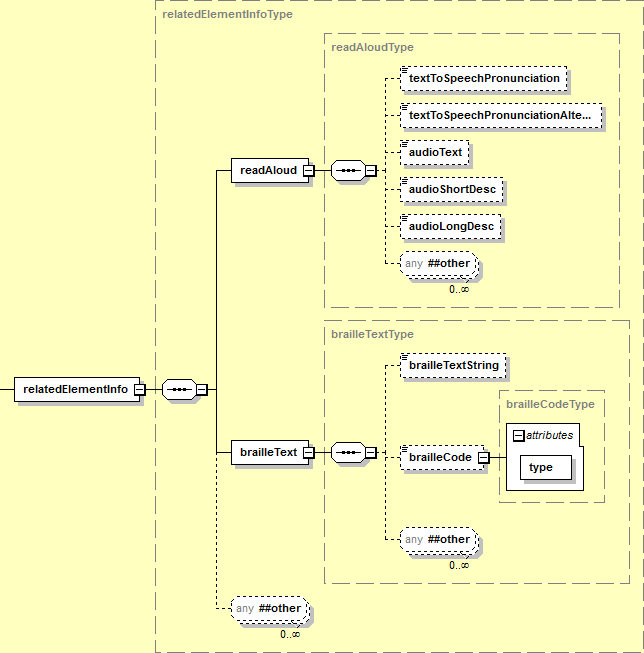 relatedElementInfoType
readAloudType
textToSpeechPronunciation
textToSpeechPronunciationAlte...
audioText
readAloud
audioShortDesc
audioLongDesc
any ##other
0..∞
brailleTextType
brailleTextString
relatedElementInfo
brailleCodeType
attributes
brailleText
brailleCode
type
any ##other
0..∞
any ##other
0..∞